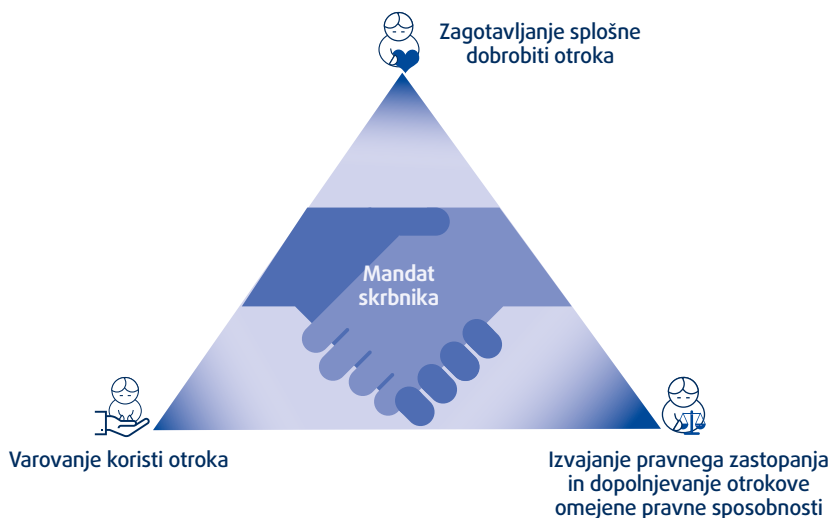 Zagotavljanje splošne
dobrobiti otroka
Mandat
skrbnika
Varovanje koristi otroka
Izvajanje pravnega zastopanja
in dopolnjevanje otrokove
omejene pravne sposobnosti